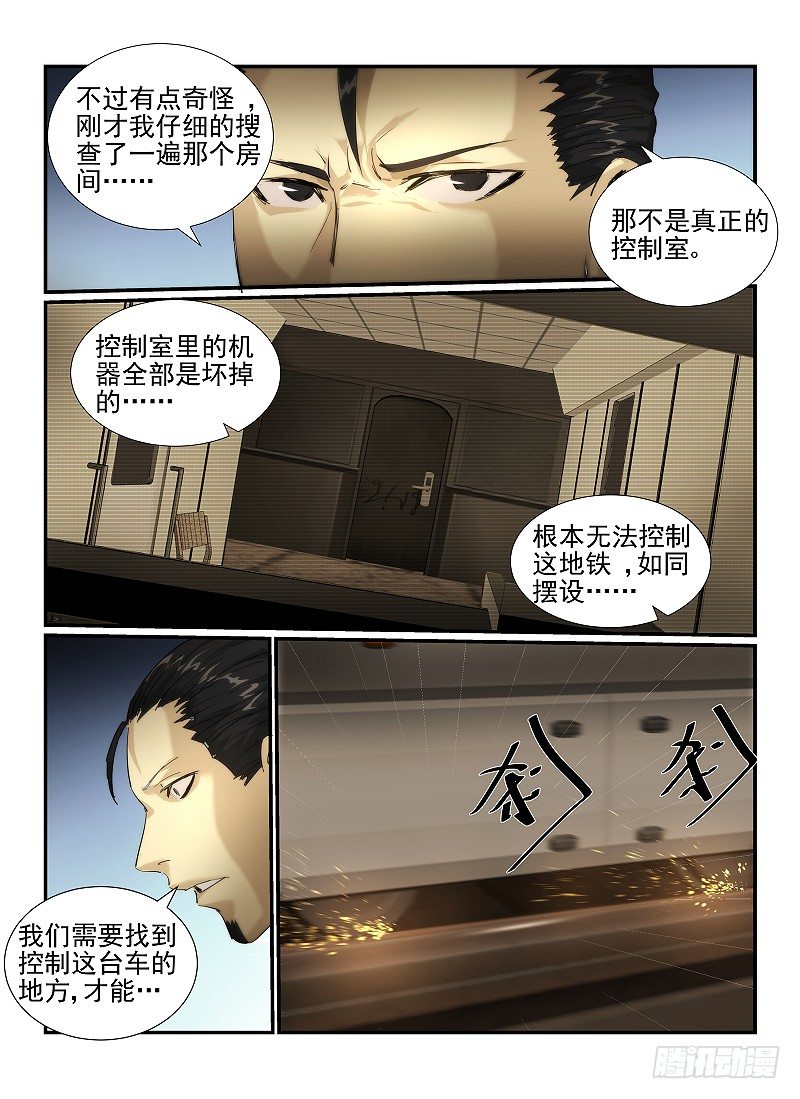 不过有点奇怪，
刚才我仔细的搜
查了一遍那个房
间……
那不是真正的
控制室。
控制室里的机
器全部是坏掉
的……
根本无法控制
这地铁，如同
摆设……
刹
刹
我们需要找到
控制这台车的
地方,才能…
腾讯动漫